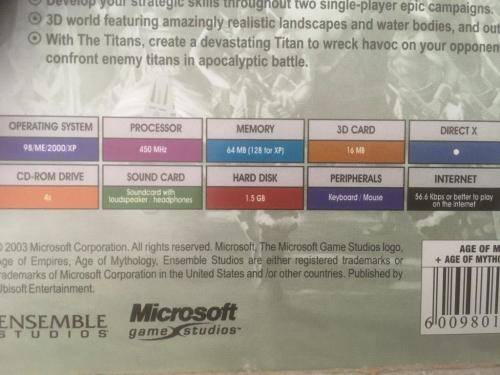 Develop your strategic skills throughout two single-player epic campaigns.
3D world featuring amazingly realistic landscapes and water bodies, and out
With The Titans, create a devastating Titan to wreck havoc on your opponen
confront enemy titans in apocalyptic battle.
OPERATING SYSTEM PROCESSOR MEMORY 3D CARD DIRECT X
98/ME/2000/XP 450 MHz 64 MB (128 for XP) 16 MB
CD-ROM DRIVE SOUND CARD HARD DISK PERIPHERALS INTERNET
4x Soundcard with loudspeaker / headphones 1.5 GB Keyboard / Mouse 56.6 Kbps or better to play on the internet
© 2003 Microsoft Corporation. All rights reserved. Microsoft, The Microsoft Game Studios logo,
Age of Empires, Age of Mythology, Ensemble Studios are either registered trademarks or
trademarks of Microsoft Corporation in the United States and /or other countries. Published by
Ubisoft Entertainment.
AGE OF M
+ AGE OF MYTHO
6 009801
ENSEMBLE
STUDIOS
Microsoft
game studios™